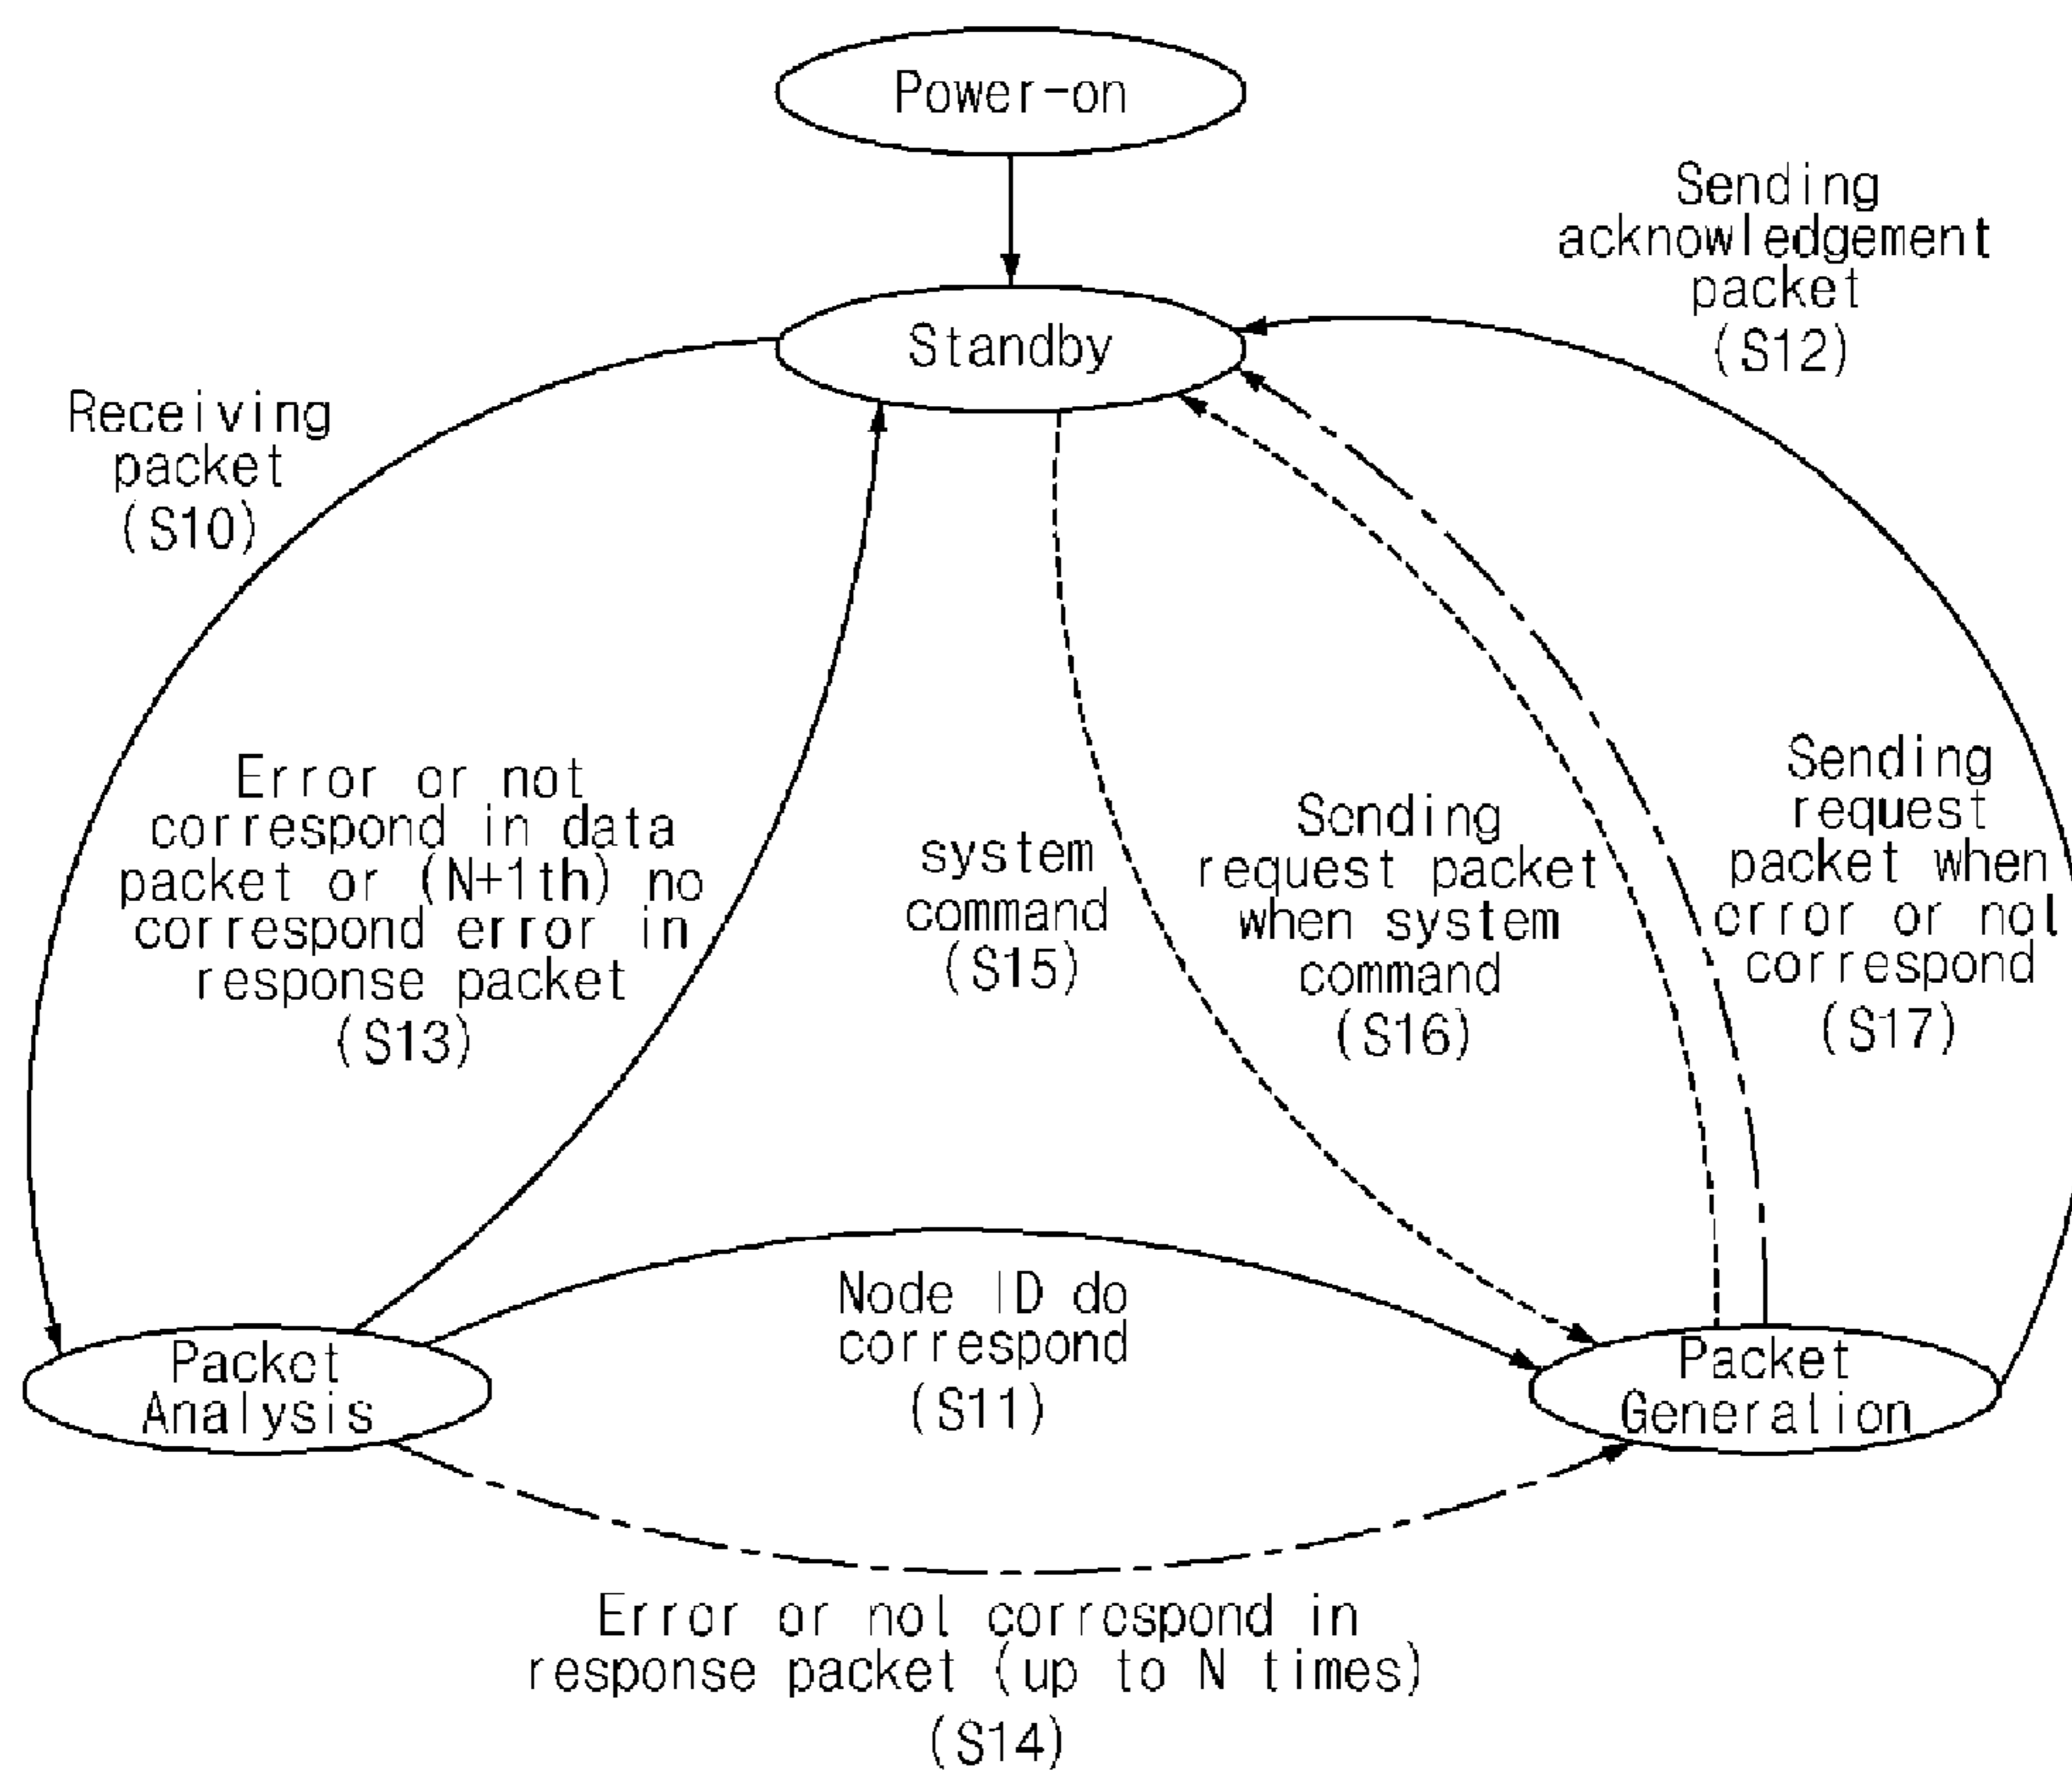 Power-on
Sending
acknowledgement
packet
(S12)
Standby
Receiving
packet
(S10)
Error or not
correspond in data
packet or (N+1th) no
correspond error in
response packet
(S13)
system
command
(S15)
Sending
request packet
when system
command
(S16)
Sending
request
packet when
error or not
correspond
(S17)
Node ID do
correspond
(S11)
Packet
Analysis
Packet
Generation
Error or not correspond in
response packet (up to N times)
(S14)